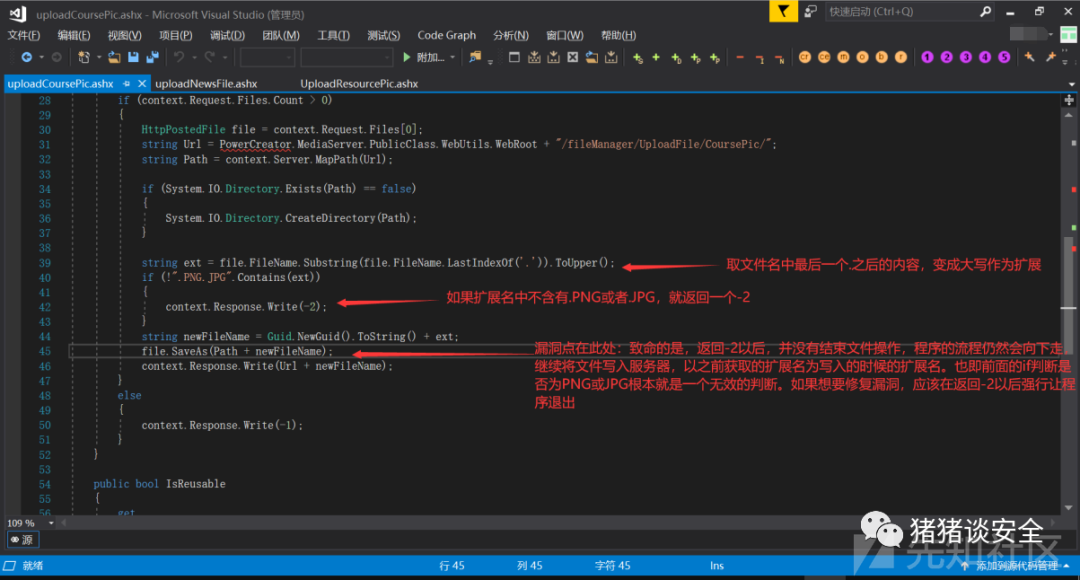 uploadCoursePic.ashx - Microsoft Visual Studio (管理员)
快速启动 (Ctrl+Q)
文件(F) 编辑(E) 视图(V) 项目(P) 调试(D) 团队(M) 工具(T) 测试(S) Code Graph 分析(N) 窗口(W) 帮助(H)
附加...
uploadCoursePic.ashx uploadNewsFile.ashx UploadResourcePic.ashx
28 if (context.Request.Files.Count > 0)
29 {
30 HttpPostedFile file = context.Request.Files[0];
31 string Url = PowerCreator.MediaServer.PublicClass.WebUtils.WebRoot + "/fileManager/UploadFile/CoursePic/";
32 string Path = context.Server.MapPath(Url);
33
34 if (System.IO.Directory.Exists(Path) == false)
35 {
36 System.IO.Directory.CreateDirectory(Path);
37 }
38
39 string ext = file.FileName.Substring(file.FileName.LastIndexOf('.')).ToUpper();
取文件名中最后一个.之后的内容，变成大写作为扩展
40 if (!".PNG.JPG".Contains(ext))
41 {
如果扩展名中不含有.PNG或者.JPG，就返回一个-2
42 context.Response.Write(-2);
43 }
44 string newFileName = Guid.NewGuid().ToString() + ext;
45 file.SaveAs(Path + newFileName);
46 context.Response.Write(Url + newFileName);
漏洞点在此处：致命的是，返回-2以后，并没有结束文件操作，程序的流程仍然会向下走，
继续将文件写入服务器，以之前获取的扩展名为写入的时候的扩展名。也即前面的if判断是
否为PNG或JPG根本就是一个无效的判断。如果想要修复漏洞，应该在返回-2以后强行让程
序退出
47 }
48 else
49 {
50 context.Response.Write(-1);
51 }
52 }
53
54 public bool IsReusable
55 {
56 get
109 %
源
猪猪谈安全
先知社区
就绪 行 45 列 45 字符 45 Ins 添加到源代码管理